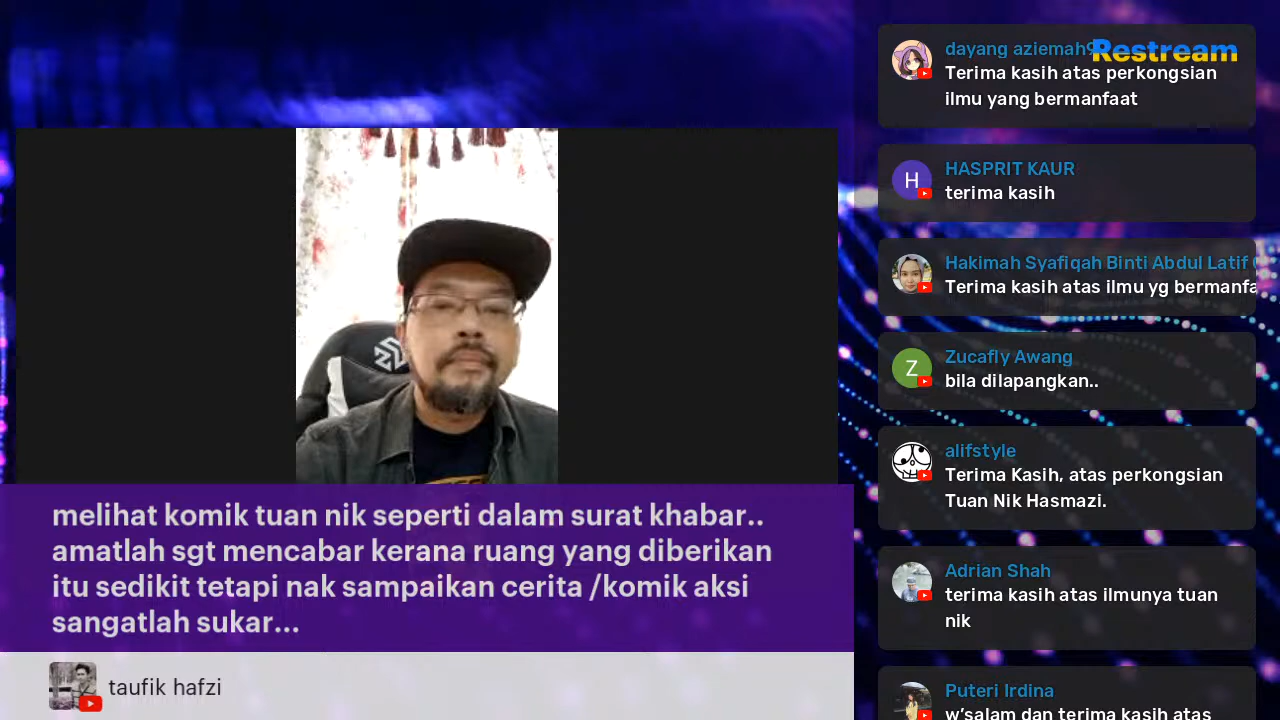 melihat komik tuan nik seperti dalam surat khabar..
amatlah sgt mencabar kerana ruang yang diberikan
itu sedikit tetapi nak sampaikan cerita /komik aksi
sangatlah sukar...
taufik hafzi
Restream
dayang aziemah
Terima kasih atas perkongsian
ilmu yang bermanfaat
H
HASPRIT KAUR
terima kasih
Hakimah Syafiqah Binti Abdul Latif
Terima kasih atas ilmu yg bermanfa
Z
Zucafly Awang
bila dilapangkan..
alifstyle
Terima Kasih, atas perkongsian
Tuan Nik Hasmazi.
Adrian Shah
terima kasih atas ilmunya tuan
nik
Puteri Irdina
w'salam dan terima kasih atas